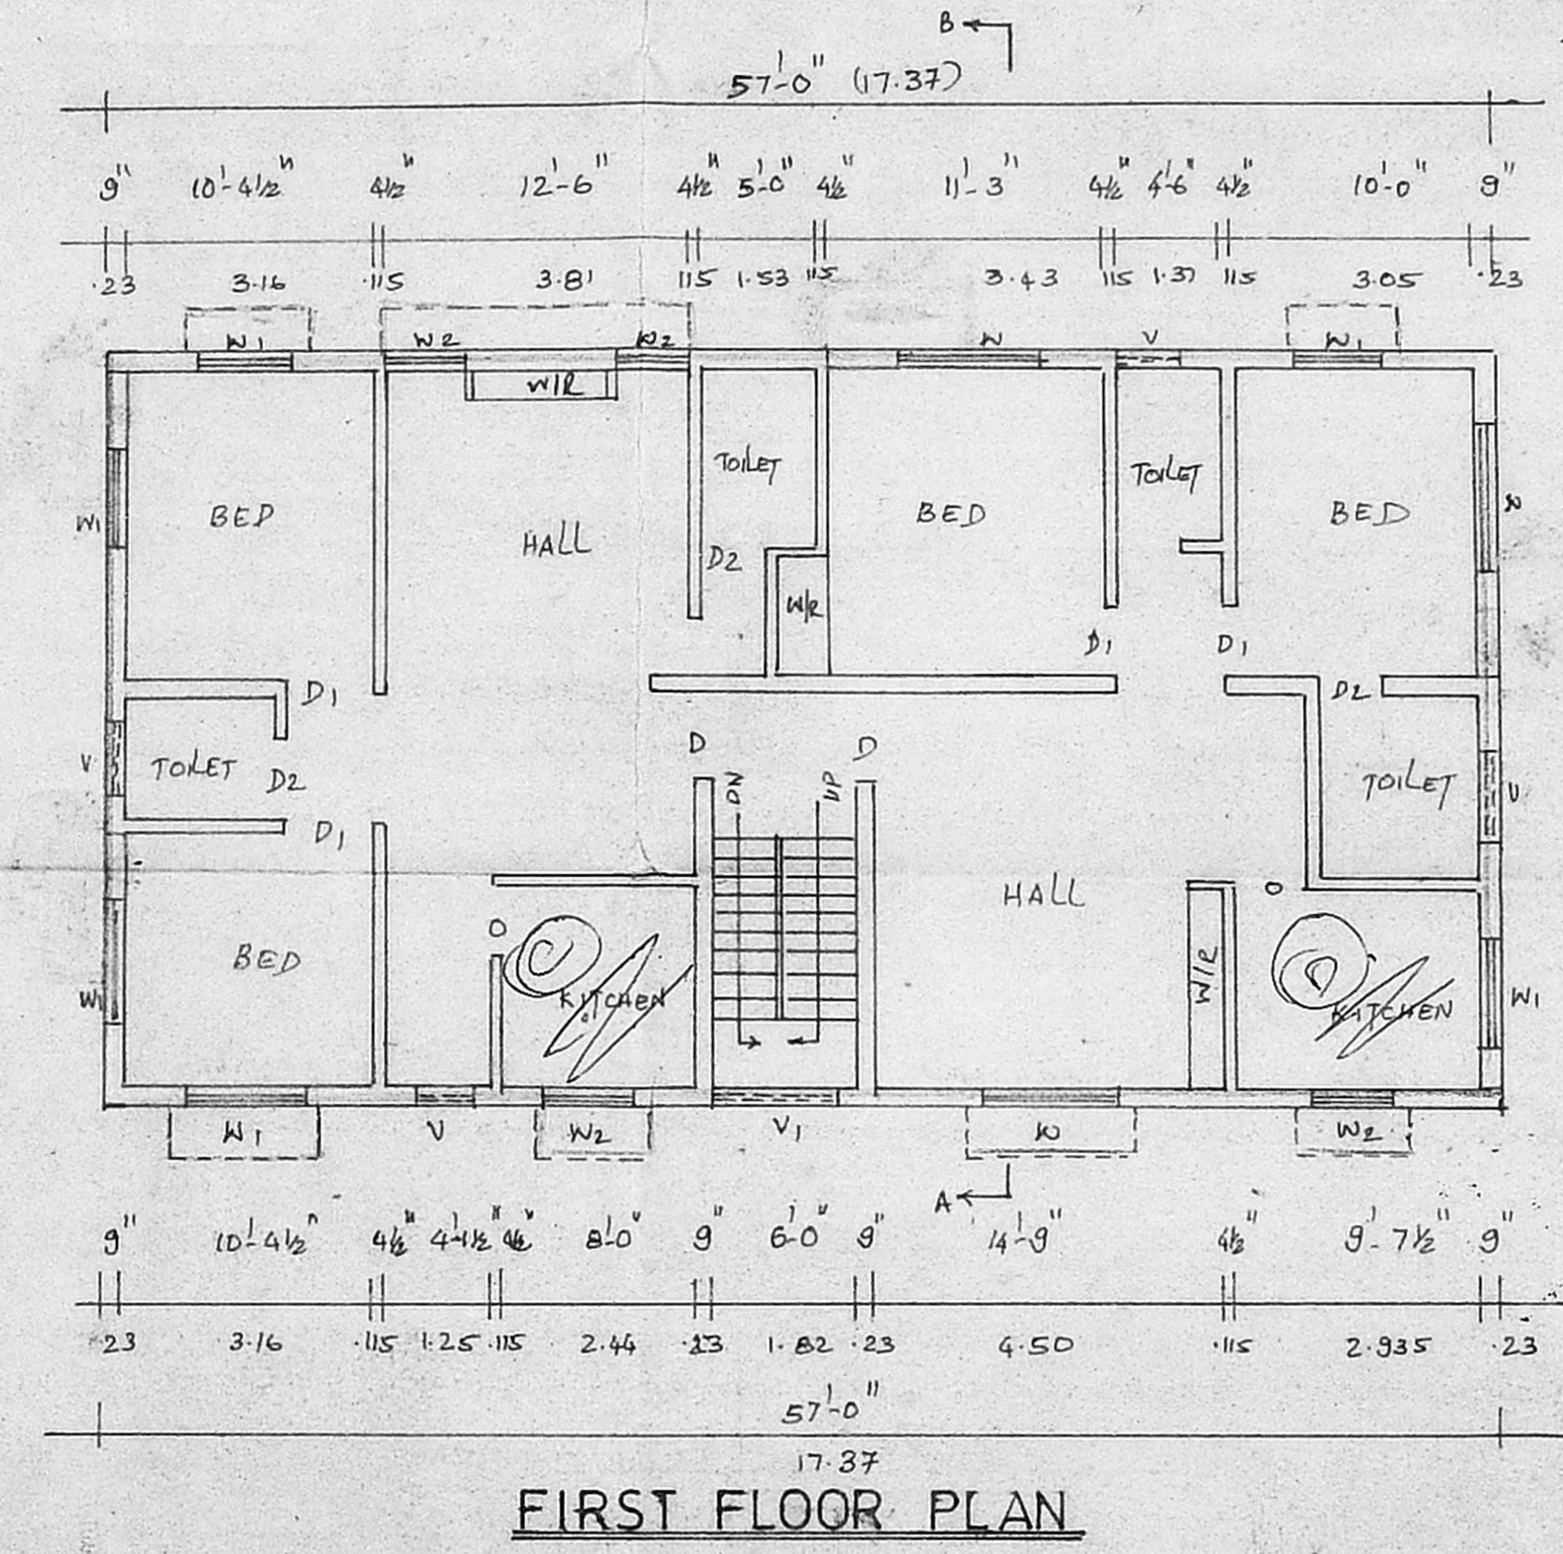 B
57'-0" (17.37)
9" 10'-4½" 4½" 12'-6" 4½" 5'-0" 4½" 11'-3" 4½" 4'-6" 4½" 10'-0" 9"
.23 3.16 .115 3.81 115 1.53 115 3.43 115 1.37 115 3.05 .23
W1 W2 W2 W V W1
W/R
TOILET TOILET
BED HALL BED BED
W1 W
D2
W/R
D1 D1
D1 D2
D D
V TOILET D2 DN UP TOILET V
D1
HALL O
O
BED W/R
W1 KITCHEN KITCHEN W1
W1 V W2 V1 W W2
A
9" 10'-4½" 4½" 4'-1½" 4½" 8'-0" 9" 6'-0" 9" 14'-9" 4½" 9'-7½" 9"
.23 3.16 .115 1.25 .115 2.44 .23 1.82 .23 4.50 .115 2.935 .23
57'-0"
17.37
FIRST FLOOR PLAN